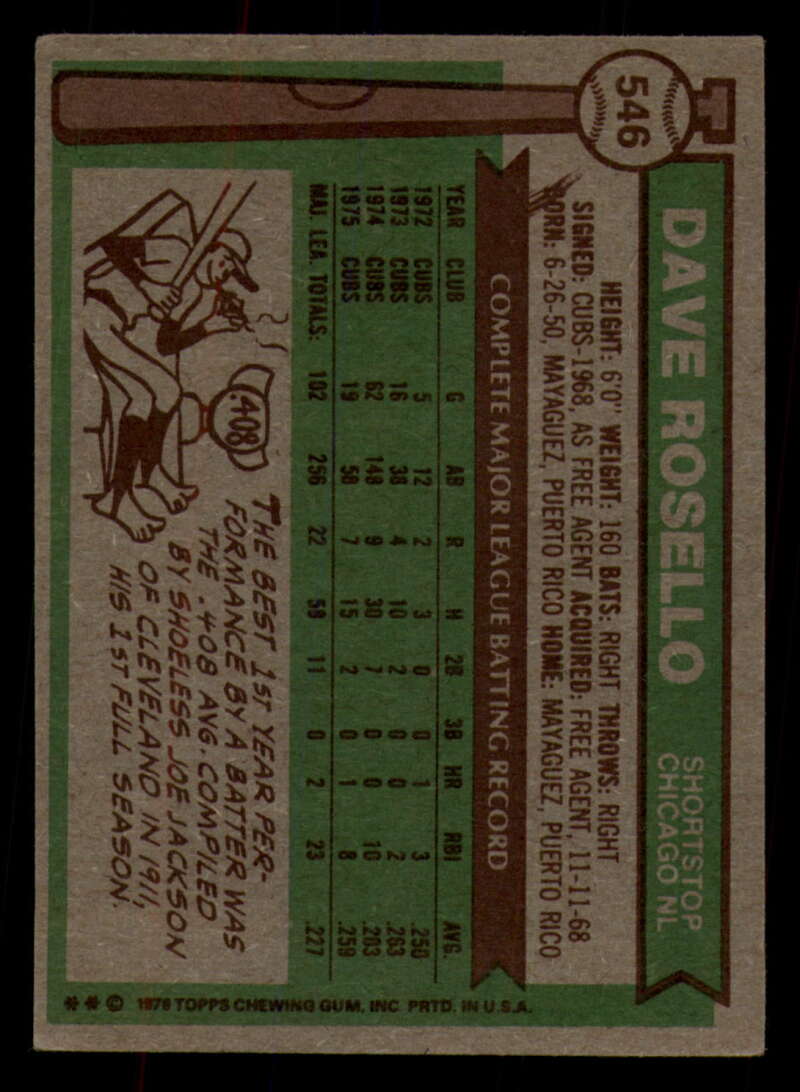 546
DAVE ROSELLO
SHORTSTOP
CHICAGO NL
HEIGHT: 6'0" WEIGHT: 160 BATS: RIGHT THROWS: RIGHT
SIGNED: CUBS-1968, AS FREE AGENT ACQUIRED: FREE AGENT, 11-11-68
BORN: 6-26-50, MAYAGUEZ, PUERTO RICO HOME: MAYAGUEZ, PUERTO RICO
COMPLETE MAJOR LEAGUE BATTING RECORD
YEAR CLUB G AB R H 2B 3B HR RBI AVG.
1972 CUBS 5 12 2 3 0 0 1 3 .250
1973 CUBS 16 38 4 10 2 0 0 2 .263
1974 CUBS 62 148 9 30 7 0 0 10 .203
1975 CUBS 19 58 7 15 2 0 1 8 .259
MAJ. LEA. TOTALS: 102 256 22 58 11 0 2 23 .227
.408
THE BEST 1ST YEAR PER-
FORMANCE BY A BATTER WAS
THE .408 AVG. COMPILED
BY SHOELESS JOE JACKSON
OF CLEVELAND IN 1911,
HIS 1ST FULL SEASON.
** © 1976 TOPPS CHEWING GUM, INC. PRTD. IN U.S.A.